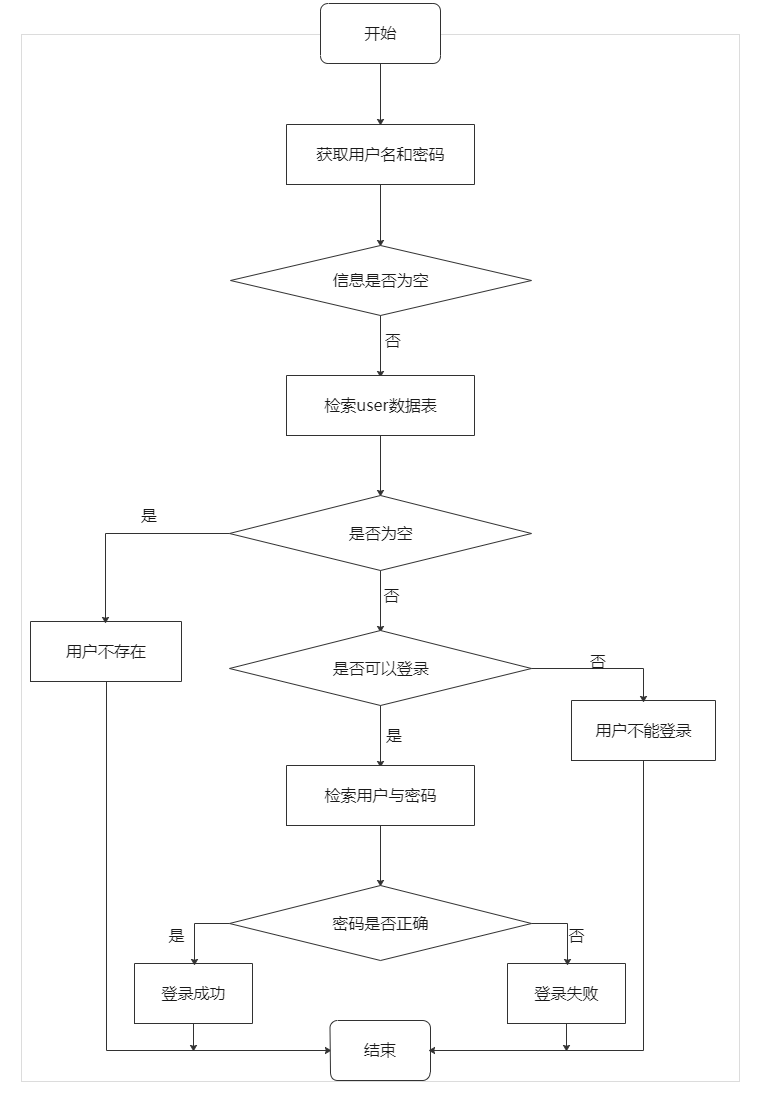 开始
获取用户名和密码
信息是否为空
否
检索user数据表
是
是否为空
否
用户不存在
是否可以登录
否
用户不能登录
是
检索用户与密码
密码是否正确
是
否
登录成功
登录失败
结束